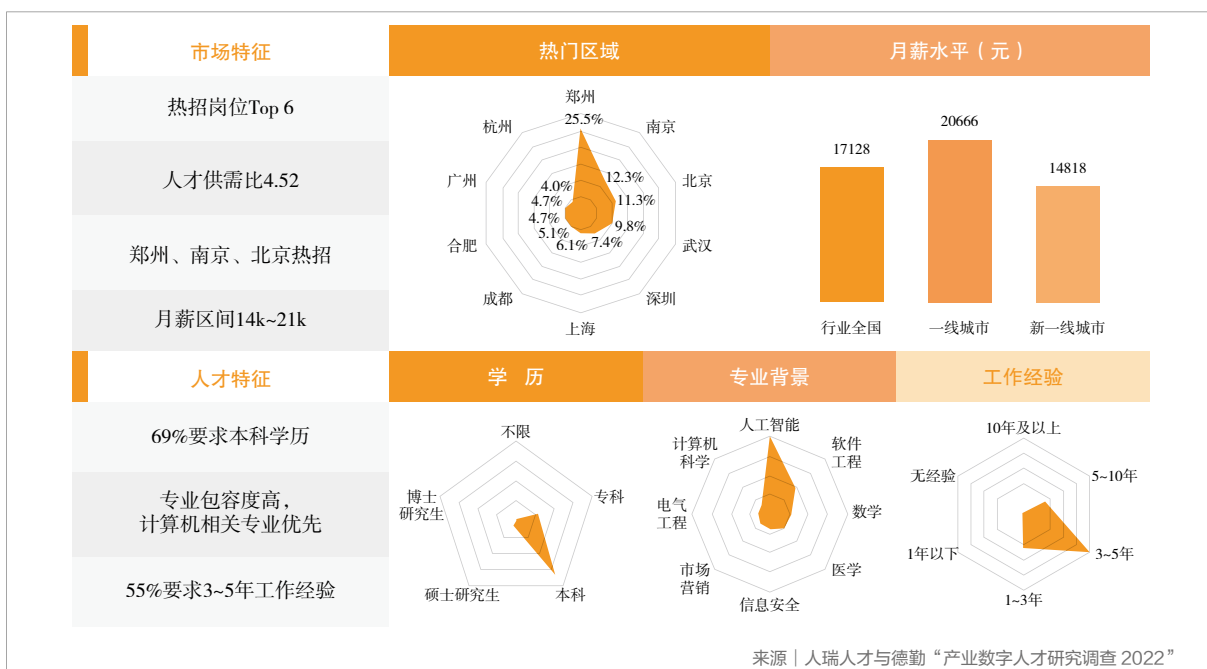 市场特征
热门区域
月薪水平（元）
热招岗位Top 6
人才供需比4.52
郑州、南京、北京热招
月薪区间14k~21k
郑州
25.5%
南京
12.3%
北京
11.3%
武汉
9.8%
深圳
7.4%
上海
6.1%
成都
5.1%
合肥
4.7%
广州
4.7%
杭州
4.0%
17128
20666
14818
行业全国
一线城市
新一线城市
人才特征
学 历
专业背景
工作经验
69%要求本科学历
专业包容度高，
计算机相关专业优先
55%要求3~5年工作经验
不限
专科
本科
硕士研究生
博士
研究生
人工智能
软件
工程
数学
医学
信息安全
市场
营销
电气
工程
计算机
科学
10年及以上
5~10年
3~5年
1~3年
1年以下
无经验
来源｜人瑞人才与德勤“产业数字人才研究调查 2022”